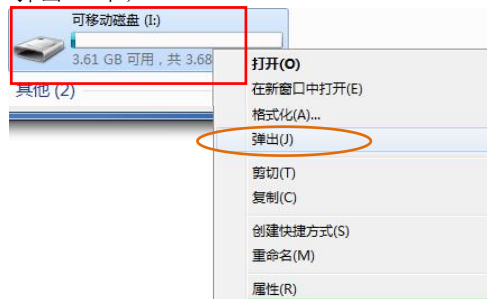 可移动磁盘 (I:)
3.61 GB 可用，共 3.68
其他 (2)
打开(O)
在新窗口中打开(E)
格式化(A)...
弹出(J)
剪切(T)
复制(C)
创建快捷方式(S)
重命名(M)
属性(R)